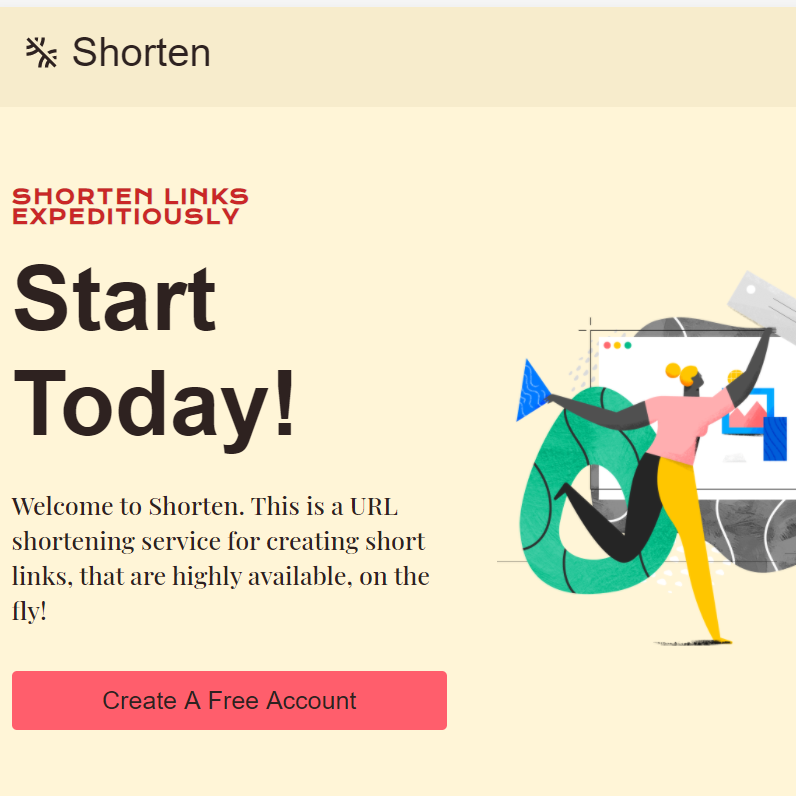 Shorten
SHORTEN LINKS
EXPEDITIOUSLY
Start
Today!
Welcome to Shorten. This is a URL
shortening service for creating short
links, that are highly available, on the
fly!
Create A Free Account